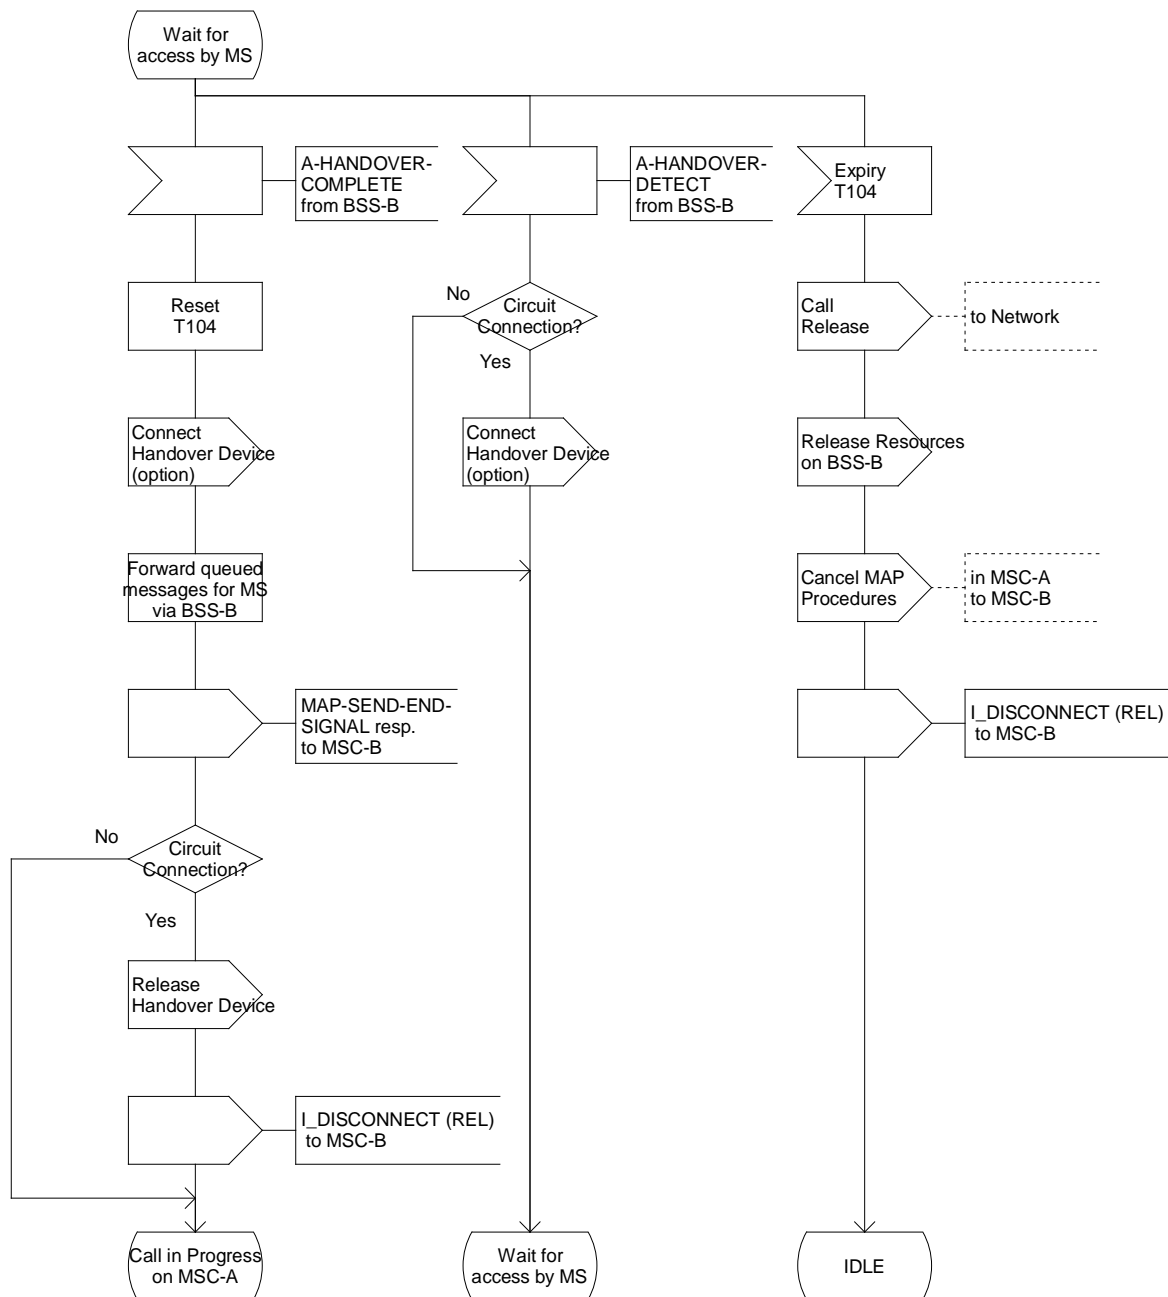 Wait for
access by MS
A-HANDOVER-
COMPLETE
from BSS-B
A-HANDOVER-
DETECT
from BSS-B
Expiry
T104
Reset
T104
No
Circuit
Connection?
Yes
Call
Release
to Network
Connect
Handover Device
(option)
Connect
Handover Device
(option)
Release Resources
on BSS-B
Forward queued
messages for MS
via BSS-B
Cancel MAP
Procedures
in MSC-A
to MSC-B
MAP-SEND-END-
SIGNAL resp.
to MSC-B
I_DISCONNECT (REL)
to MSC-B
No
Circuit
Connection?
Yes
Release
Handover Device
I_DISCONNECT (REL)
to MSC-B
Call in Progress
on MSC-A
Wait for
access by MS
IDLE